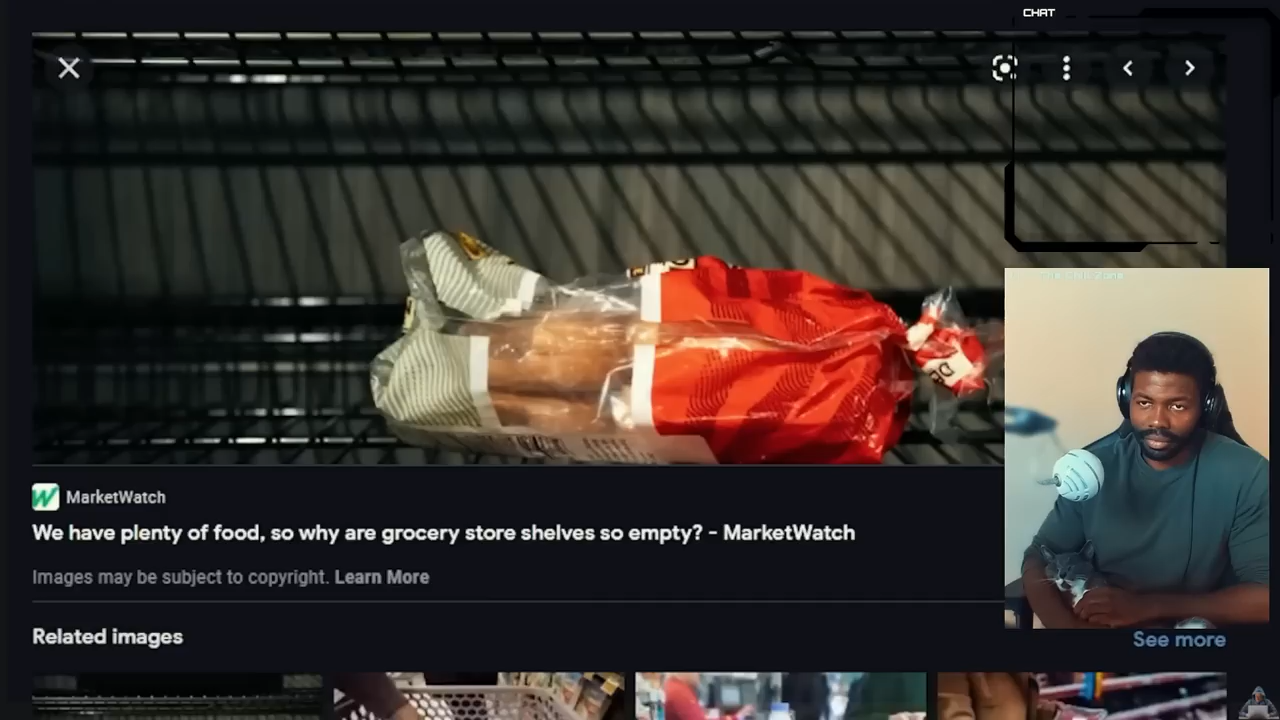 CHAT
MarketWatch
We have plenty of food, so why are grocery store shelves so empty? - MarketWatch
Images may be subject to copyright. Learn More
Related images
See more